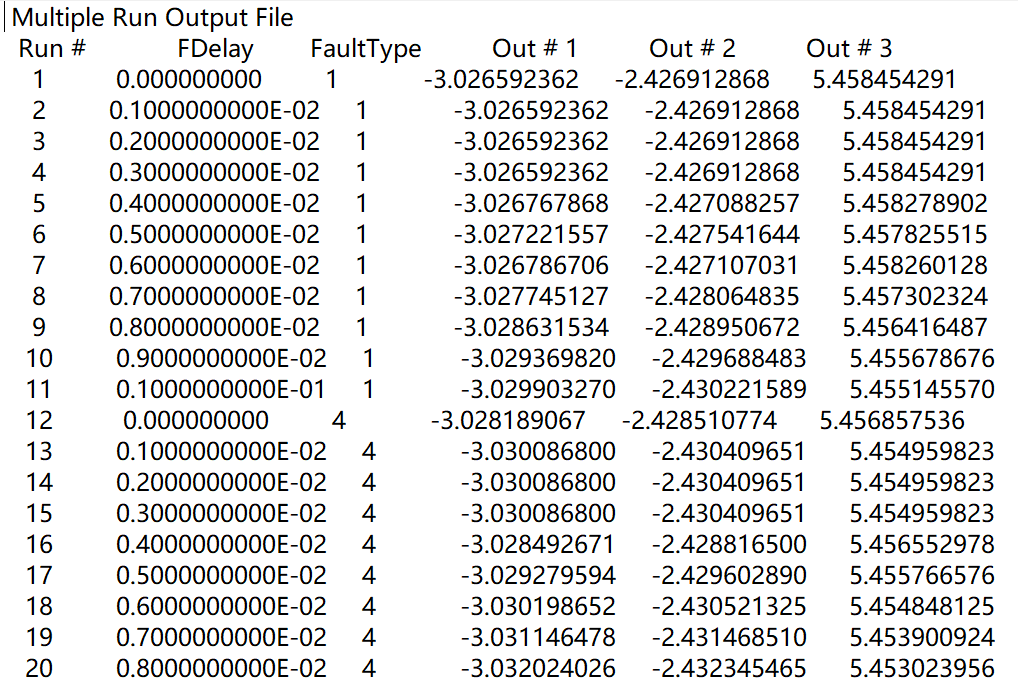 Multiple Run Output File
Run # FDelay FaultType Out # 1 Out # 2 Out # 3
1 0.000000000 1 -3.026592362 -2.426912868 5.458454291
2 0.1000000000E-02 1 -3.026592362 -2.426912868 5.458454291
3 0.2000000000E-02 1 -3.026592362 -2.426912868 5.458454291
4 0.3000000000E-02 1 -3.026592362 -2.426912868 5.458454291
5 0.4000000000E-02 1 -3.026767868 -2.427088257 5.458278902
6 0.5000000000E-02 1 -3.027221557 -2.427541644 5.457825515
7 0.6000000000E-02 1 -3.026786706 -2.427107031 5.458260128
8 0.7000000000E-02 1 -3.027745127 -2.428064835 5.457302324
9 0.8000000000E-02 1 -3.028631534 -2.428950672 5.456416487
10 0.9000000000E-02 1 -3.029369820 -2.429688483 5.455678676
11 0.1000000000E-01 1 -3.029903270 -2.430221589 5.455145570
12 0.000000000 4 -3.028189067 -2.428510774 5.456857536
13 0.1000000000E-02 4 -3.030086800 -2.430409651 5.454959823
14 0.2000000000E-02 4 -3.030086800 -2.430409651 5.454959823
15 0.3000000000E-02 4 -3.030086800 -2.430409651 5.454959823
16 0.4000000000E-02 4 -3.028492671 -2.428816500 5.456552978
17 0.5000000000E-02 4 -3.029279594 -2.429602890 5.455766576
18 0.6000000000E-02 4 -3.030198652 -2.430521325 5.454848125
19 0.7000000000E-02 4 -3.031146478 -2.431468510 5.453900924
20 0.8000000000E-02 4 -3.032024026 -2.432345465 5.453023956